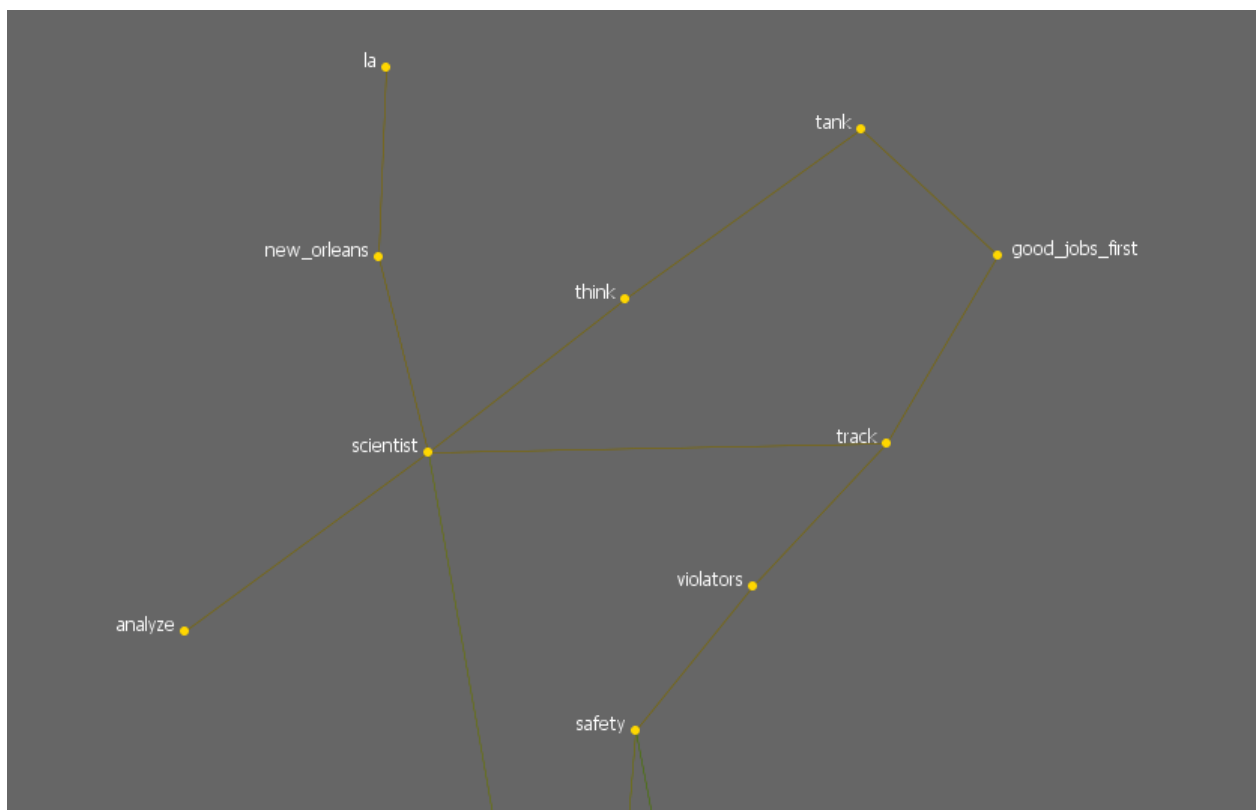 la
tank
new_orleans
good_jobs_first
think
scientist
track
violators
analyze
safety